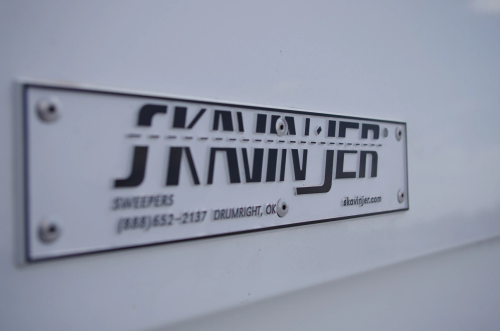 SKAVINJER®
SWEEPERS
(888)652-2137 DRUMRIGHT, OK
skavinjer.com